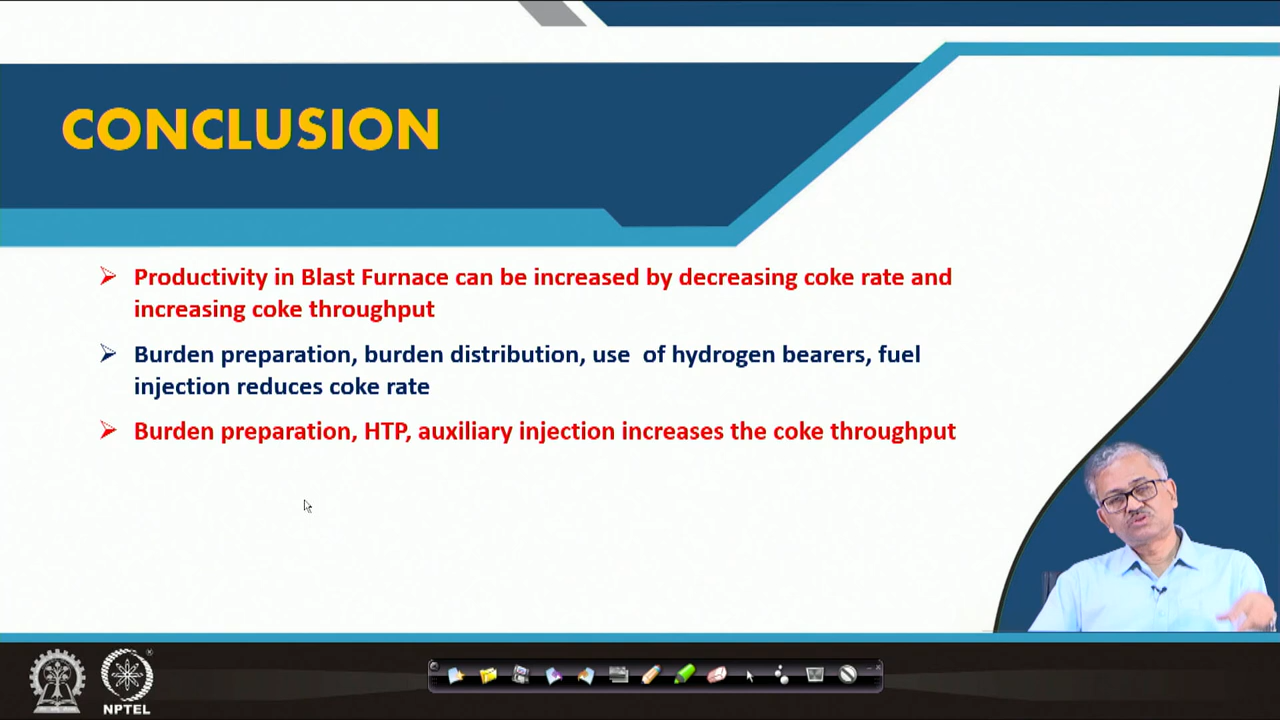 CONCLUSION
➢ Productivity in Blast Furnace can be increased by decreasing coke rate and
increasing coke throughput
➢ Burden preparation, burden distribution, use of hydrogen bearers, fuel
injection reduces coke rate
➢ Burden preparation, HTP, auxiliary injection increases the coke throughput
NPTEL